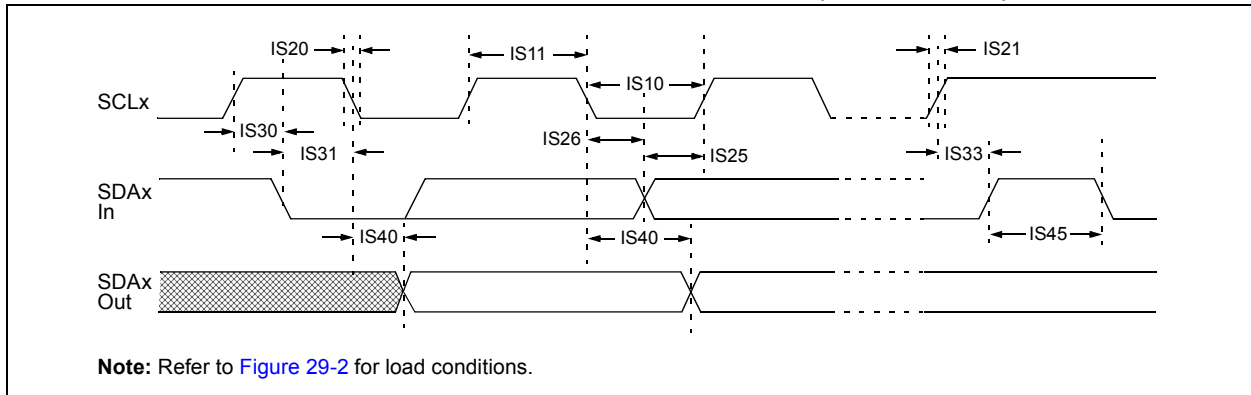 IS20
IS11
IS21
IS10
SCLx
IS30
IS26
IS31
IS25
IS33
SDAx
In
IS40
IS40
IS45
SDAx
Out
Note: Refer to Figure 29-2 for load conditions.